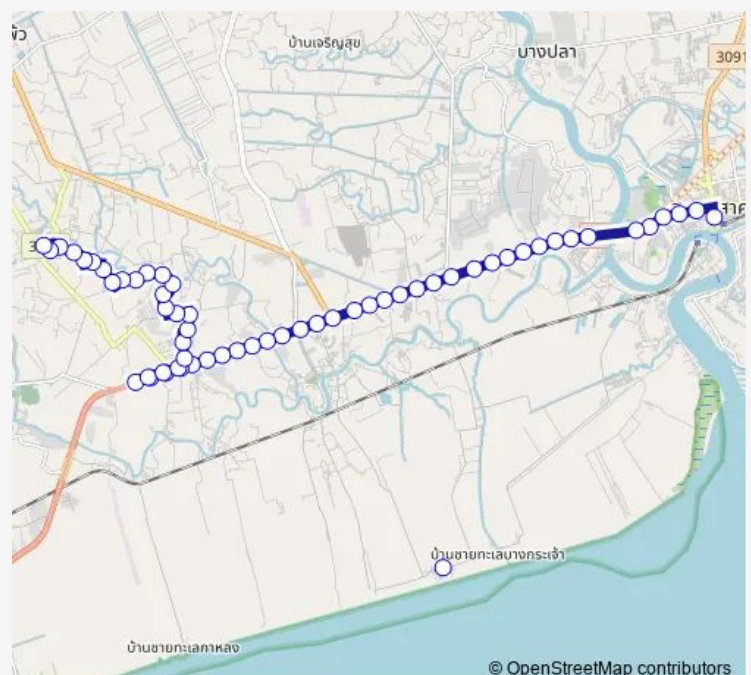 บ้านเจริญสุข
บางปลา
3091
บ้านชายทะเลบางกระเจ้า
บ้านชายทะเลกาหลง
© OpenStreetMap contributors